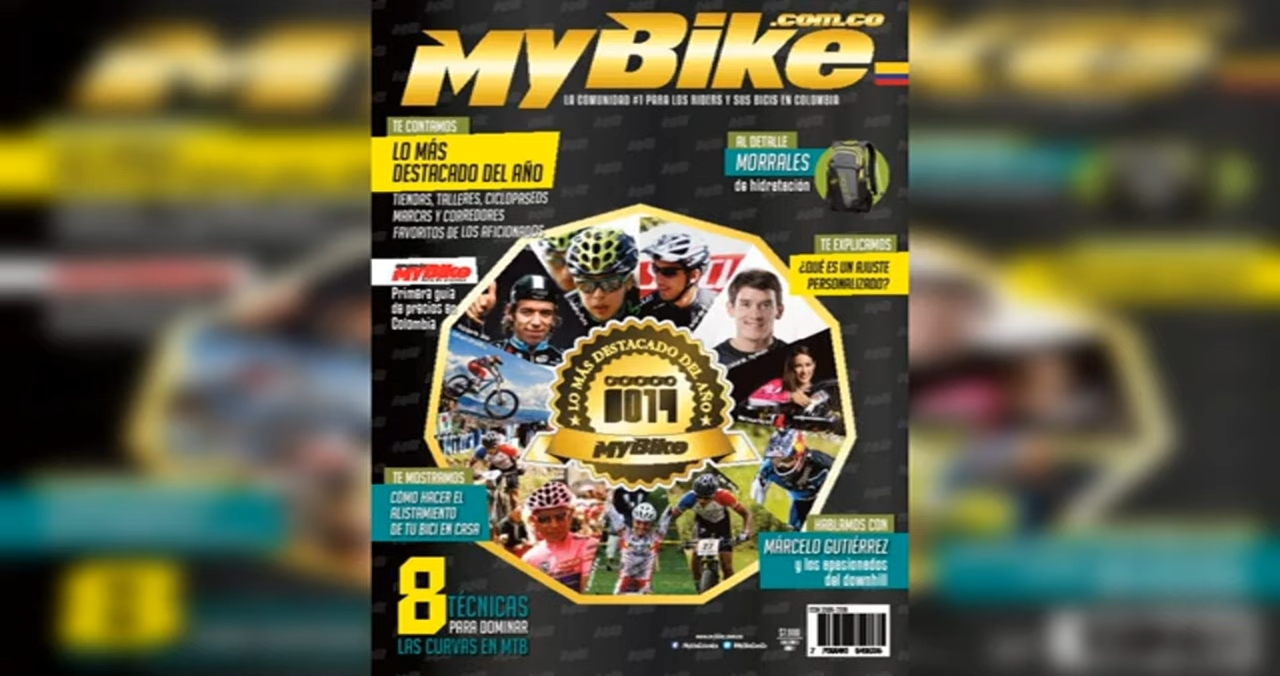 MyBike
.com.co
LA COMUNIDAD #1 PARA LOS RIDERS Y SUS BICIS EN COLOMBIA
TE CONTAMOS
LO MÁS
DESTACADO DEL AÑO
TIENDAS, TALLERES, CICLOPASEOS
MARCAS Y CORREDORES
FAVORITOS DE LOS AFICIONADOS
AL DETALLE
MORRALES
de hidratación
TE EXPLICAMOS
¿QUÉ ES UN AJUSTE
PERSONALIZADO?
MyBike
Primera guía
de precios en
Colombia
LO MÁS DESTACADO DEL AÑO
MyBike
TE MOSTRAMOS
CÓMO HACER EL
ALISTAMIENTO
DE TU BICI EN CASA
HABLAMOS CON
MÁRCELO GUTIÉRREZ
y los apasionados
del downhill
8 TÉCNICAS
PARA DOMINAR
LAS CURVAS EN MTB